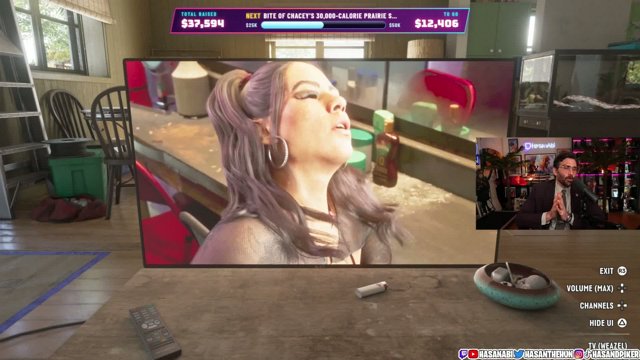 TOTAL RAISED
$37,594
NEXT BITE OF CHACEY'S 30,000-CALORIE PRAIRIE S...
$25K
$50K
TO GO
$12,406
HasanAbi
EXIT
VOLUME (MAX)
CHANNELS
HIDE UI
TV (WEAZEL)
HASANABI
HASANTHEHUN
HASANDPIKER